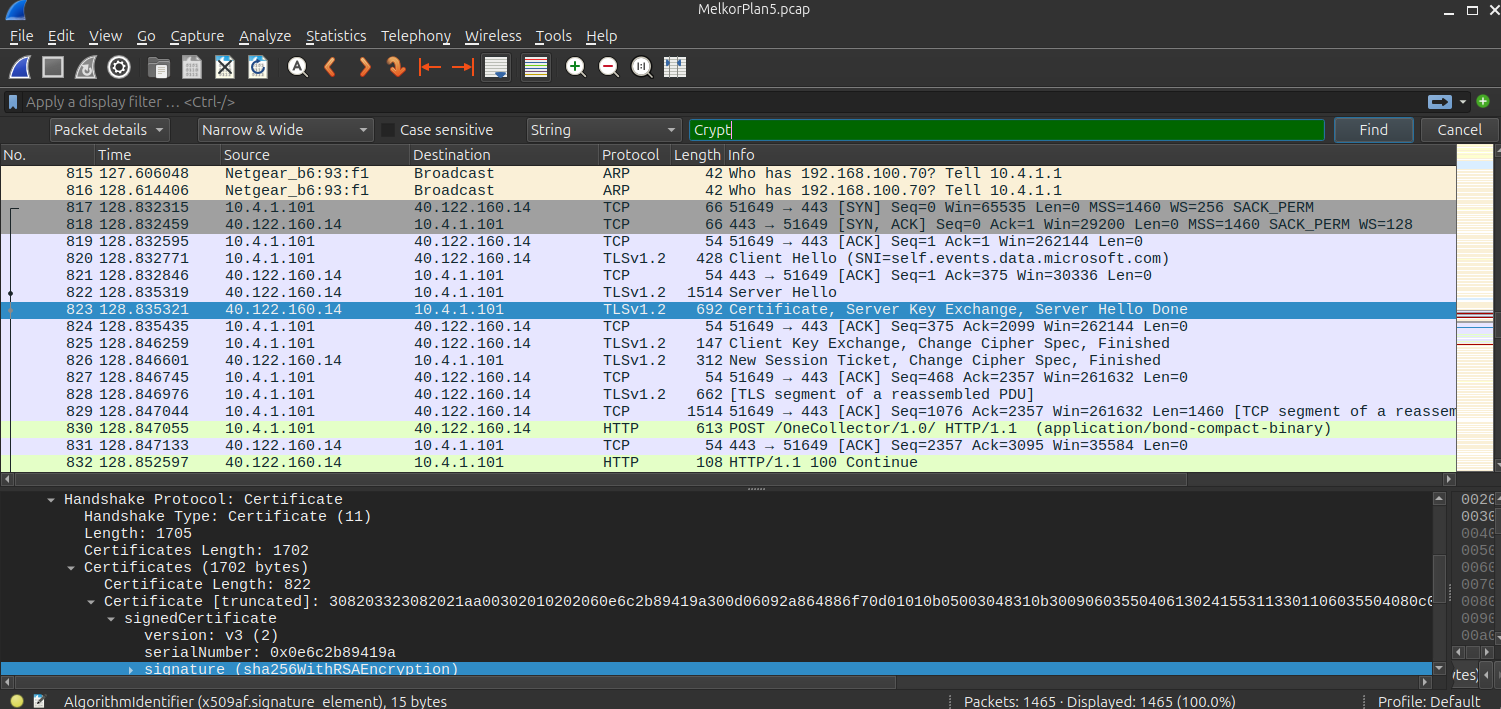 MelkorPlan5.pcap
File Edit View Go Capture Analyze Statistics Telephony Wireless Tools Help
Apply a display filter … <Ctrl-/>
Packet details Narrow & Wide Case sensitive String Crypt Find Cancel
No. Time Source Destination Protocol Length Info
815 127.606048 Netgear_b6:93:f1 Broadcast ARP 42 Who has 192.168.100.70? Tell 10.4.1.1
816 128.614406 Netgear_b6:93:f1 Broadcast ARP 42 Who has 192.168.100.70? Tell 10.4.1.1
817 128.832315 10.4.1.101 40.122.160.14 TCP 66 51649 → 443 [SYN] Seq=0 Win=65535 Len=0 MSS=1460 WS=256 SACK_PERM
818 128.832459 40.122.160.14 10.4.1.101 TCP 66 443 → 51649 [SYN, ACK] Seq=0 Ack=1 Win=29200 Len=0 MSS=1460 SACK_PERM WS=128
819 128.832595 10.4.1.101 40.122.160.14 TCP 54 51649 → 443 [ACK] Seq=1 Ack=1 Win=262144 Len=0
820 128.832771 10.4.1.101 40.122.160.14 TLSv1.2 428 Client Hello (SNI=self.events.data.microsoft.com)
821 128.832846 40.122.160.14 10.4.1.101 TCP 54 443 → 51649 [ACK] Seq=1 Ack=375 Win=30336 Len=0
822 128.835319 40.122.160.14 10.4.1.101 TLSv1.2 1514 Server Hello
823 128.835321 40.122.160.14 10.4.1.101 TLSv1.2 692 Certificate, Server Key Exchange, Server Hello Done
824 128.835435 10.4.1.101 40.122.160.14 TCP 54 51649 → 443 [ACK] Seq=375 Ack=2099 Win=262144 Len=0
825 128.846259 10.4.1.101 40.122.160.14 TLSv1.2 147 Client Key Exchange, Change Cipher Spec, Finished
826 128.846601 40.122.160.14 10.4.1.101 TLSv1.2 312 New Session Ticket, Change Cipher Spec, Finished
827 128.846745 10.4.1.101 40.122.160.14 TCP 54 51649 → 443 [ACK] Seq=468 Ack=2357 Win=261632 Len=0
828 128.846976 10.4.1.101 40.122.160.14 TLSv1.2 662 [TLS segment of a reassembled PDU]
829 128.847044 10.4.1.101 40.122.160.14 TCP 1514 51649 → 443 [ACK] Seq=1076 Ack=2357 Win=261632 Len=1460 [TCP segment of a reassem
830 128.847055 10.4.1.101 40.122.160.14 HTTP 613 POST /OneCollector/1.0/ HTTP/1.1 (application/bond-compact-binary)
831 128.847133 40.122.160.14 10.4.1.101 TCP 54 443 → 51649 [ACK] Seq=2357 Ack=3095 Win=35584 Len=0
832 128.852597 40.122.160.14 10.4.1.101 HTTP 108 HTTP/1.1 100 Continue
Handshake Protocol: Certificate
Handshake Type: Certificate (11)
Length: 1705
Certificates Length: 1702
Certificates (1702 bytes)
Certificate Length: 822
Certificate [truncated]: 308203323082021aa00302010202060e6c2b89419a300d06092a864886f70d01010b05003048310b3009060355040613024155311330110603550408​0c0
signedCertificate
version: v3 (2)
serialNumber: 0x0e6c2b89419a
signature (sha256WithRSAEncryption)
0020
0030
0040
0050
0060
0070
0080
0090
00a0
ytes)
AlgorithmIdentifier (x509af.signature_element), 15 bytes Packets: 1465 · Displayed: 1465 (100.0%) Profile: Default